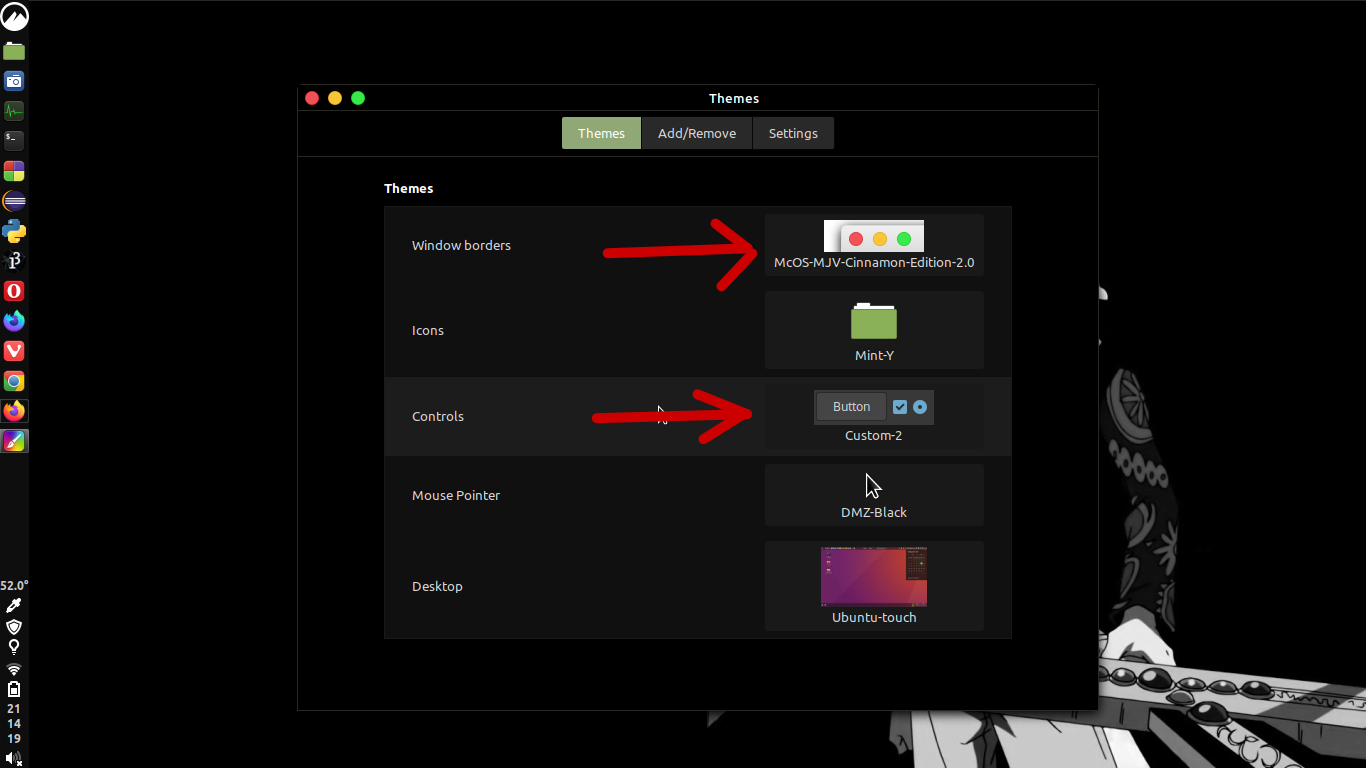 Themes
Themes
Add/Remove
Settings
Themes
Window borders
McOS-MJV-Cinnamon-Edition-2.0
Icons
Mint-Y
Controls
Button
Custom-2
Mouse Pointer
DMZ-Black
Desktop
Ubuntu-touch
52.0°
21
14
19